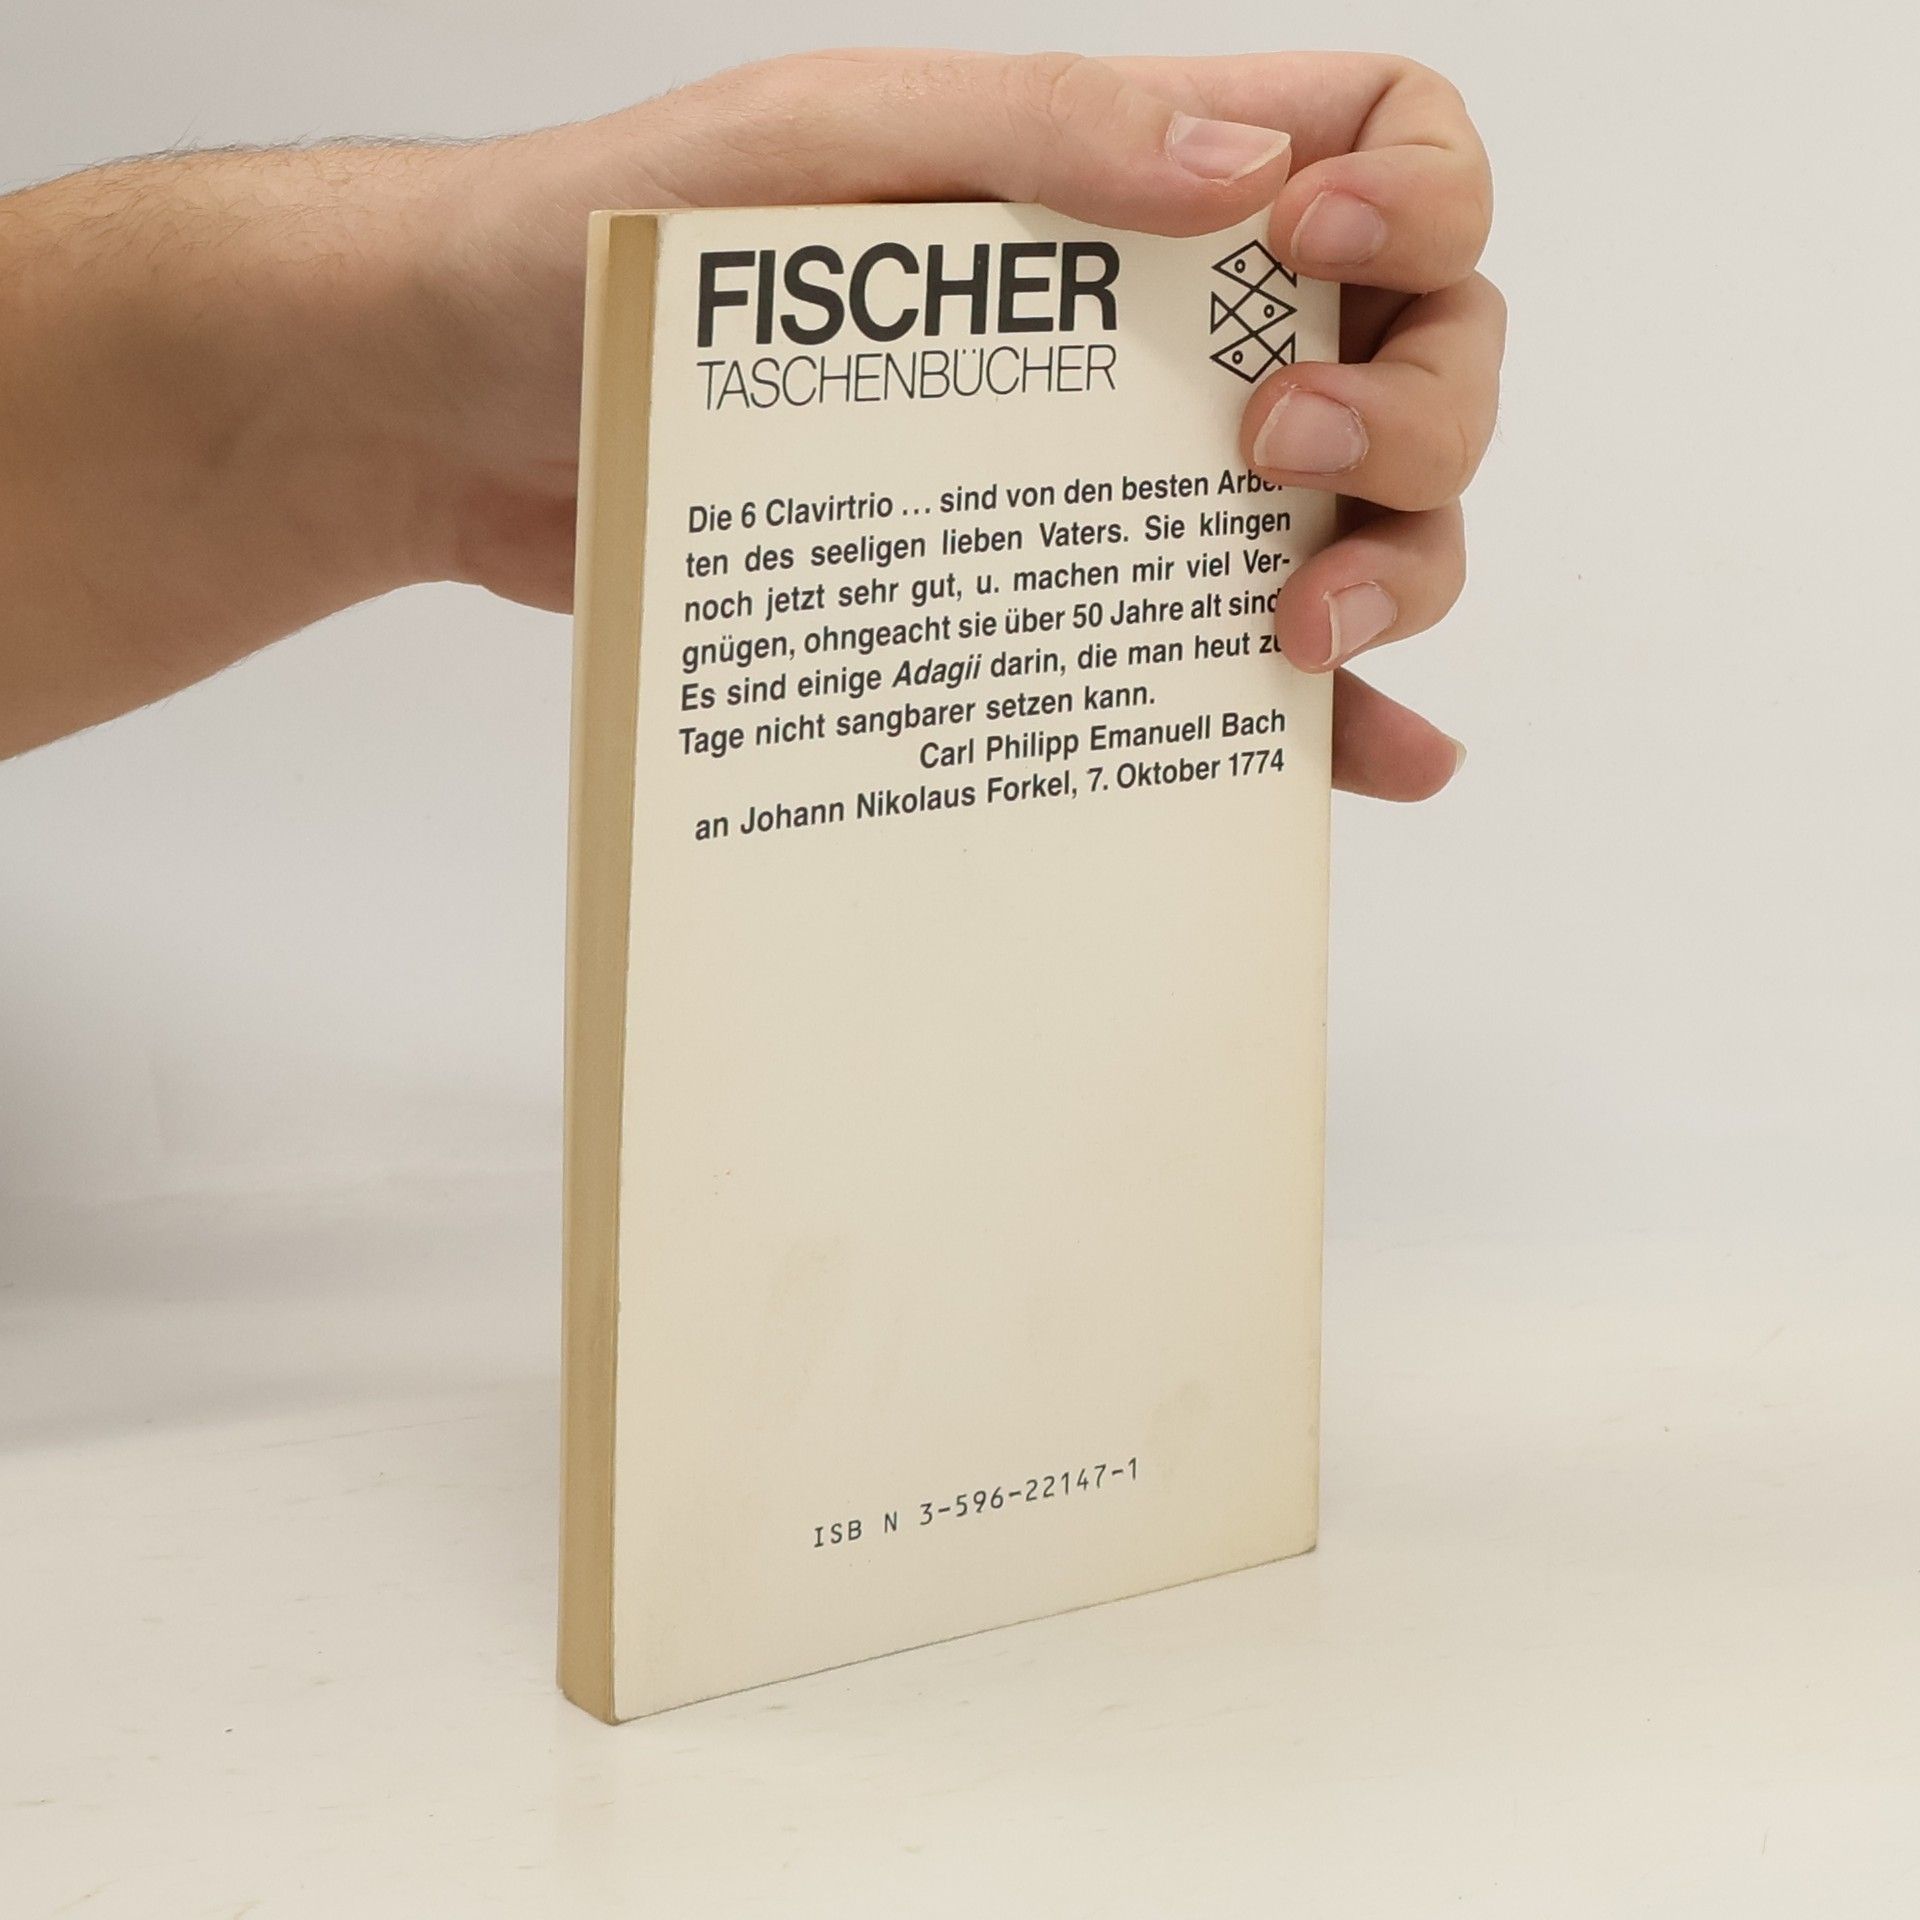 FISCHER
TASCHENBÜCHER
Die 6 Clavirtrio ... sind von den besten Arbei-
ten des seeligen lieben Vaters. Sie klingen
noch jetzt sehr gut, u. machen mir viel Ver-
gnügen, ohngeacht sie über 50 Jahre alt sind
Es sind einige Adagii darin, die man heut zu
Tage nicht sangbarer setzen kann.
Carl Philipp Emanuell Bach
an Johann Nikolaus Forkel, 7. Oktober 1774
ISB N 3-596-22147-1